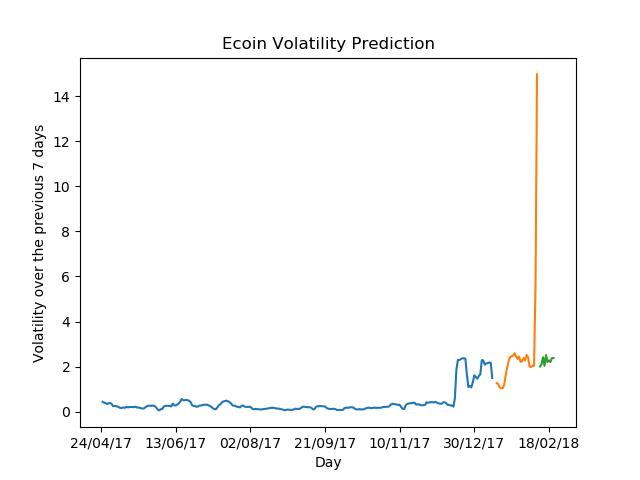 Ecoin Volatility Prediction
Volatility over the previous 7 days
14
12
10
8
6
4
2
0
24/04/17 13/06/17 02/08/17 21/09/17 10/11/17 30/12/17 18/02/18
Day